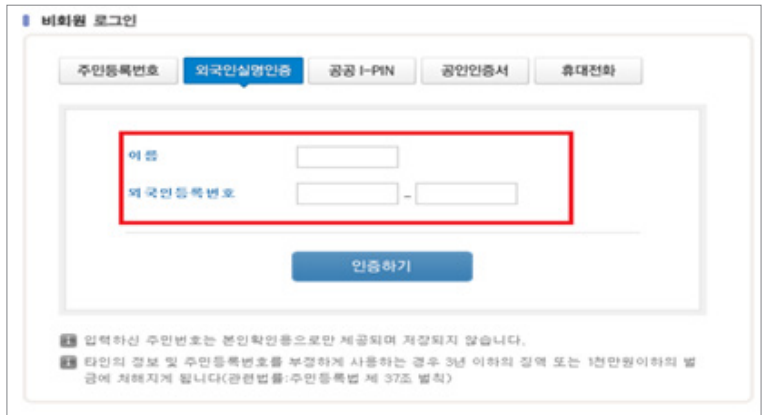 비회원 로그인
주민등록번호 외국인실명인증 공공 I-PIN 공인인증서 휴대전화
이름
외국인등록번호 -
인증하기
입력하신 주민번호는 본인확인용으로만 제공되며 저장되지 않습니다.
타인의 정보 및 주민등록번호를 부정하게 사용하는 경우 3년 이하의 징역 또는 1천만원이하의 벌
금에 처해지게 됩니다(관련법률:주민등록법 제 37조 벌칙)